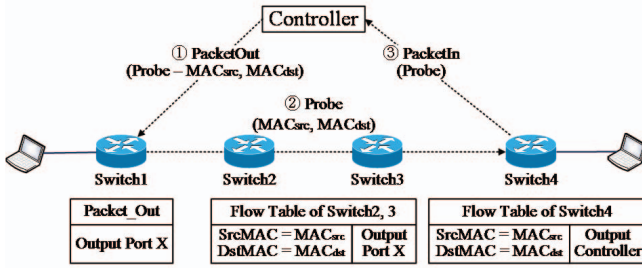 Controller
① PacketOut
(Probe – MACsrc, MACdst)
③ PacketIn
(Probe)
② Probe
(MACsrc, MACdst)
Switch1
Switch2
Switch3
Switch4
Packet_Out
Output Port X
Flow Table of Switch2, 3
SrcMAC = MACsrc
DstMAC = MACdst
Output
Port X
Flow Table of Switch4
SrcMAC = MACsrc
DstMAC = MACdst
Output
Controller